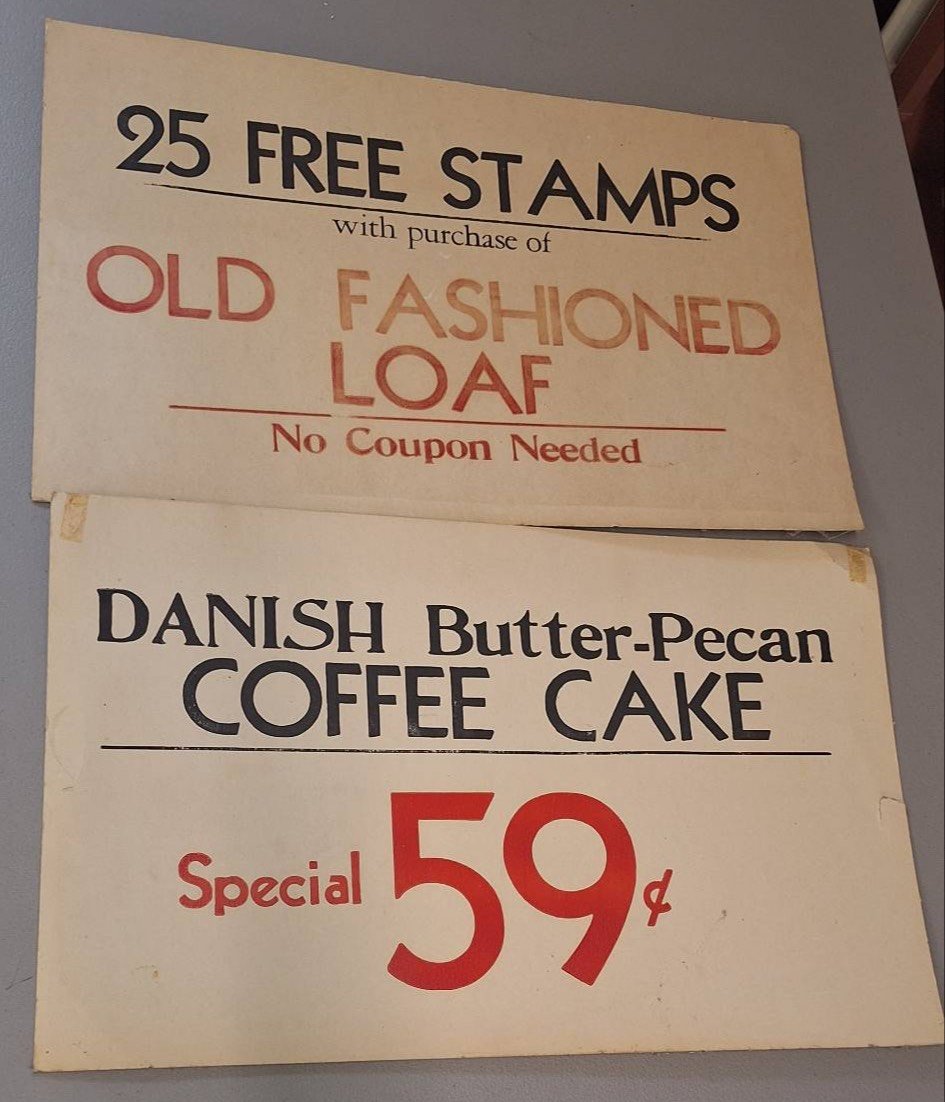 25 FREE STAMPS
with purchase of
OLD FASHIONED
LOAF
No Coupon Needed
DANISH Butter-Pecan
COFFEE CAKE
Special 59¢